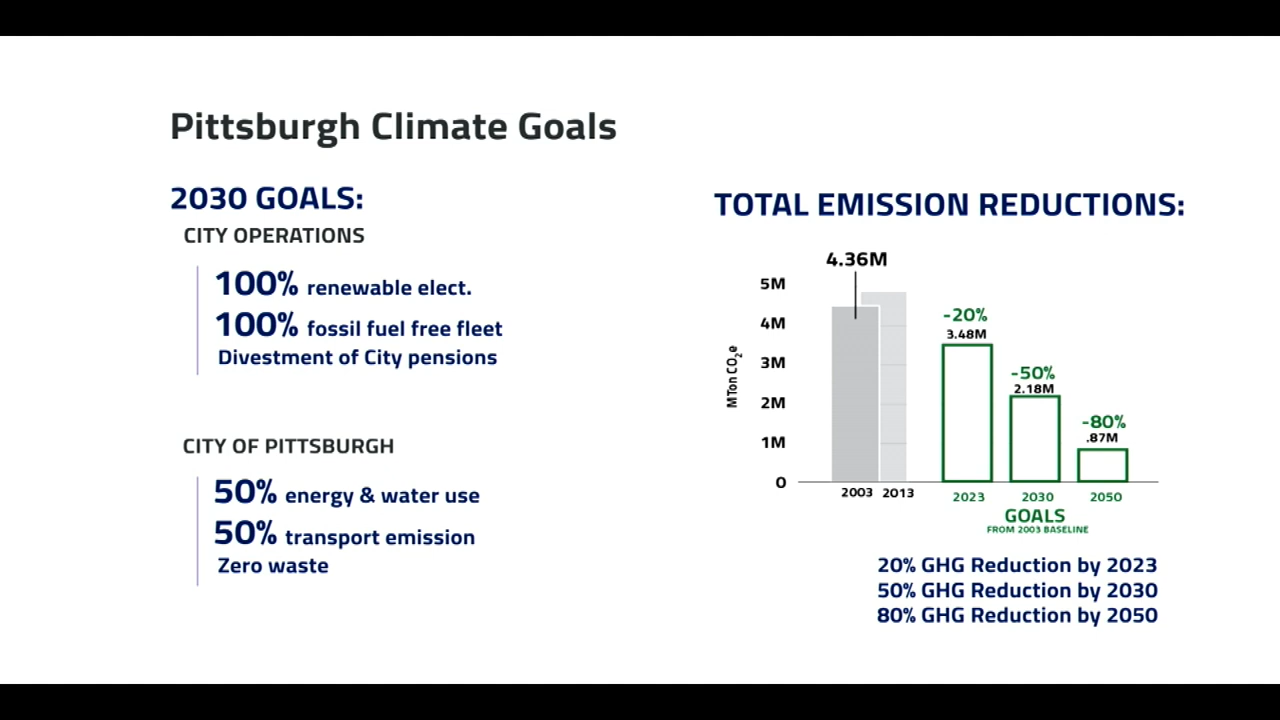 Pittsburgh Climate Goals
2030 GOALS:
CITY OPERATIONS
100% renewable elect.
100% fossil fuel free fleet
Divestment of City pensions
CITY OF PITTSBURGH
50% energy & water use
50% transport emission
Zero waste
TOTAL EMISSION REDUCTIONS:
4.36M
5M
4M
3M
2M
1M
0
MTon CO₂e
-20%
3.48M
-50%
2.18M
-80%
.87M
2003 2013 2023 2030 2050
GOALS
FROM 2003 BASELINE
20% GHG Reduction by 2023
50% GHG Reduction by 2030
80% GHG Reduction by 2050